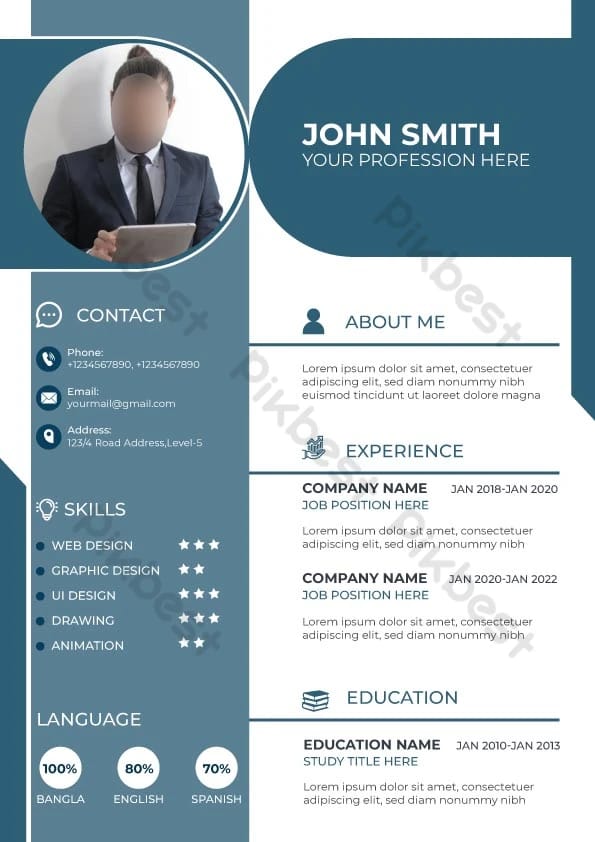 JOHN SMITH
YOUR PROFESSION HERE
CONTACT
Phone:
+1234567890, +1234567890
Email:
yourmail@gmail.com
Address:
123/4 Road Address,Level-5
SKILLS
WEB DESIGN
GRAPHIC DESIGN
UI DESIGN
DRAWING
ANIMATION
LANGUAGE
100% 80% 70%
BANGLA ENGLISH SPANISH
ABOUT ME
Lorem ipsum dolor sit amet, consectetuer
adipiscing elit, sed diam nonummy nibh
euismod tincidunt ut laoreet dolore magna
EXPERIENCE
COMPANY NAME JAN 2018-JAN 2020
JOB POSITION HERE
Lorem ipsum dolor sit amet, consectetuer
adipiscing elit, sed diam nonummy nibh
COMPANY NAME JAN 2020-JAN 2022
JOB POSITION HERE
Lorem ipsum dolor sit amet, consectetuer
adipiscing elit, sed diam nonummy nibh
EDUCATION
EDUCATION NAME JAN 2010-JAN 2013
STUDY TITLE HERE
Lorem ipsum dolor sit amet, consectetuer
adipiscing elit, sed diam nonummy nibh
Pikbest
Pikbest
Pikbest
Pikbest
Pikbest